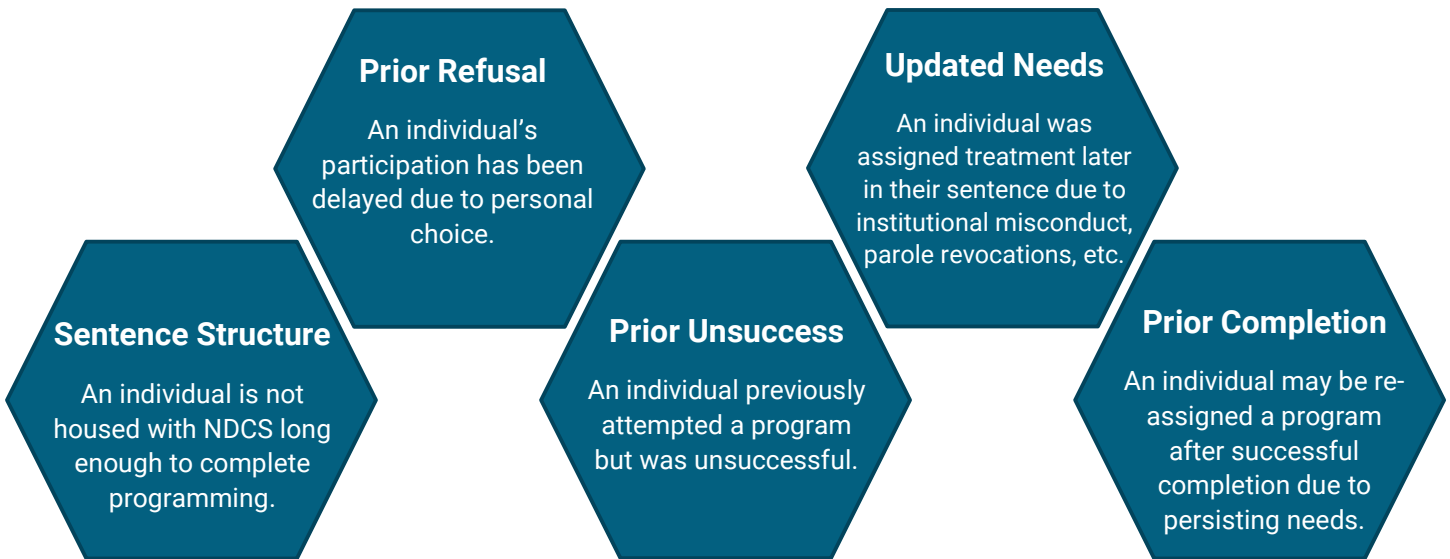 Sentence Structure
An individual is not
housed with NDCS long
enough to complete
programming.
Prior Refusal
An individual’s
participation has been
delayed due to personal
choice.
Prior Unsuccess
An individual previously
attempted a program
but was unsuccessful.
Updated Needs
An individual was
assigned treatment later
in their sentence due to
institutional misconduct,
parole revocations, etc.
Prior Completion
An individual may be re-
assigned a program
after successful
completion due to
persisting needs.